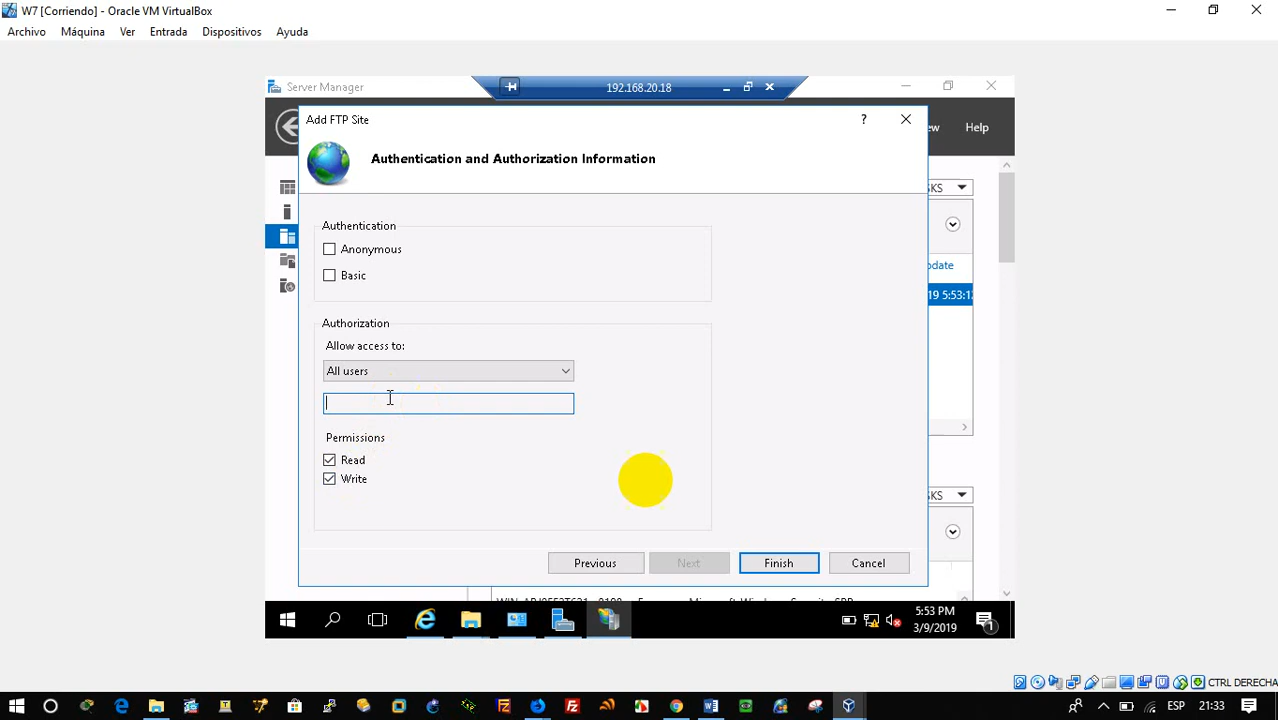 W7 [Corriendo] - Oracle VM VirtualBox
Archivo Máquina Ver Entrada Dispositivos Ayuda
Server Manager
192.168.20.18
Add FTP Site
Help
Authentication and Authorization Information
Authentication
Anonymous
Basic
Authorization
Allow access to:
All users
Permissions
Read
Write
Previous Next Finish Cancel
5:53 PM
3/9/2019
1
CTRL DERECHA
ESP 21:33